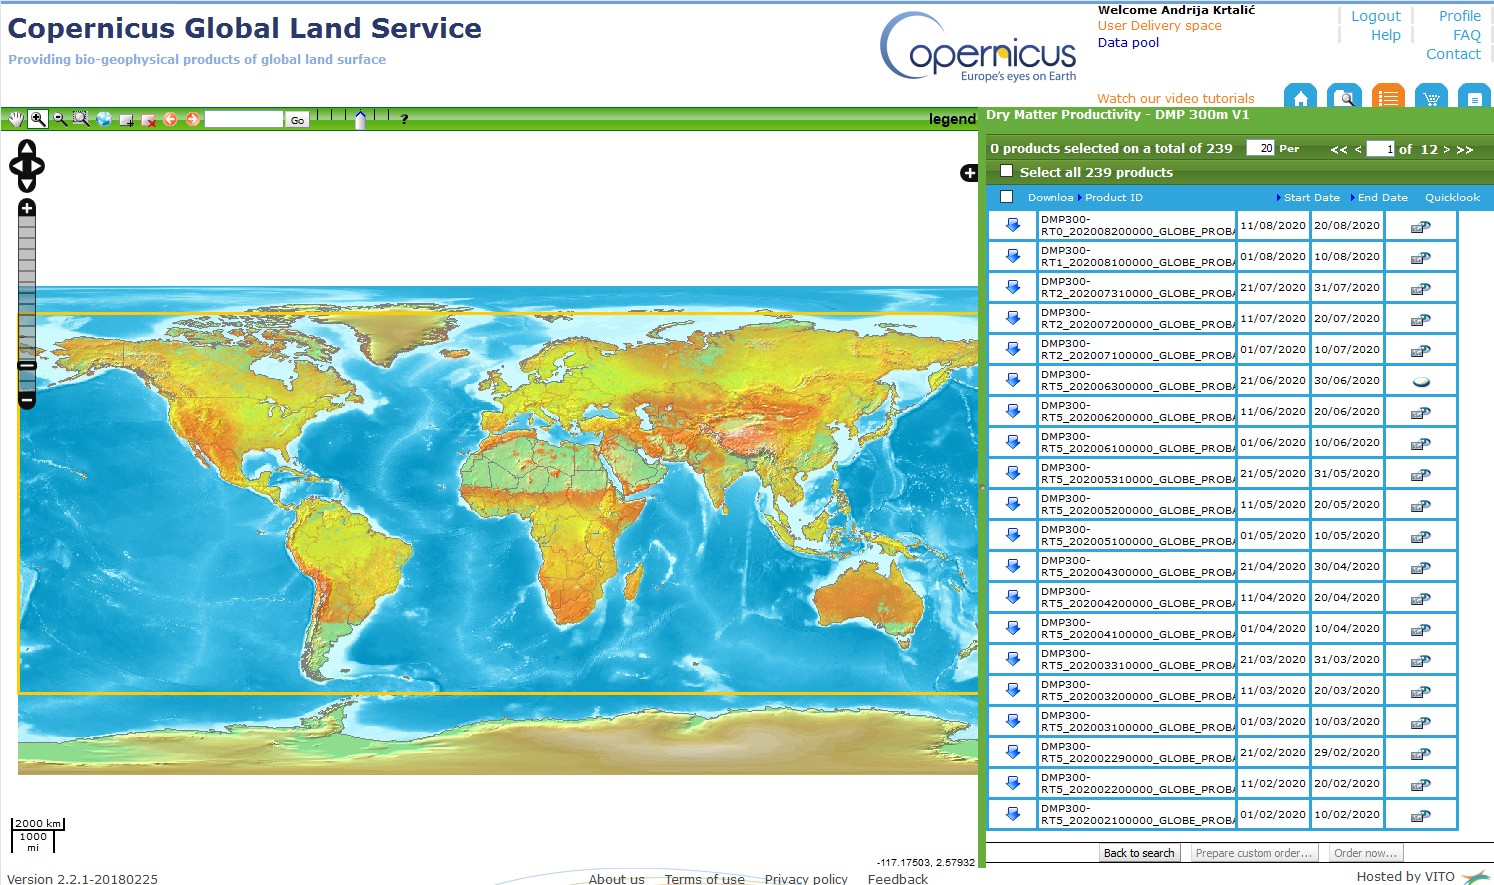 Copernicus Global Land Service
Providing bio-geophysical products of global land surface
opernicus
Europe's eyes on Earth
Welcome Andrija Krtalić
User Delivery space
Data pool
Logout Profile
Help FAQ
Contact
Watch our video tutorials
Go
?
legend
Dry Matter Productivity - DMP 300m V1
0 products selected on a total of 239 20 Per << < 1 of 12 > >>
Select all 239 products
Downloa Product ID Start Date End Date Quicklook
DMP300-
RT0_202008200000_GLOBE_PROBA 11/08/2020 20/08/2020
DMP300-
RT1_202008100000_GLOBE_PROBA 01/08/2020 10/08/2020
DMP300-
RT2_202007310000_GLOBE_PROBA 21/07/2020 31/07/2020
DMP300-
RT2_202007200000_GLOBE_PROBA 11/07/2020 20/07/2020
DMP300-
RT2_202007100000_GLOBE_PROBA 01/07/2020 10/07/2020
DMP300-
RT5_202006300000_GLOBE_PROBA 21/06/2020 30/06/2020
DMP300-
RT5_202006200000_GLOBE_PROBA 11/06/2020 20/06/2020
DMP300-
RT5_202006100000_GLOBE_PROBA 01/06/2020 10/06/2020
DMP300-
RT5_202005310000_GLOBE_PROBA 21/05/2020 31/05/2020
DMP300-
RT5_202005200000_GLOBE_PROBA 11/05/2020 20/05/2020
DMP300-
RT5_202005100000_GLOBE_PROBA 01/05/2020 10/05/2020
DMP300-
RT5_202004300000_GLOBE_PROBA 21/04/2020 30/04/2020
DMP300-
RT5_202004200000_GLOBE_PROBA 11/04/2020 20/04/2020
DMP300-
RT5_202004100000_GLOBE_PROBA 01/04/2020 10/04/2020
DMP300-
RT5_202003310000_GLOBE_PROBA 21/03/2020 31/03/2020
DMP300-
RT5_202003200000_GLOBE_PROBA 11/03/2020 20/03/2020
DMP300-
RT5_202003100000_GLOBE_PROBA 01/03/2020 10/03/2020
DMP300-
RT5_202002290000_GLOBE_PROBA 21/02/2020 29/02/2020
DMP300-
RT5_202002200000_GLOBE_PROBA 11/02/2020 20/02/2020
DMP300-
RT5_202002100000_GLOBE_PROBA 01/02/2020 10/02/2020
2000 km
1000
mi
-117.17503, 2.57932
Back to search Prepare custom order... Order now...
Version 2.2.1-20180225
About us Terms of use Privacy policy Feedback
Hosted by VITO